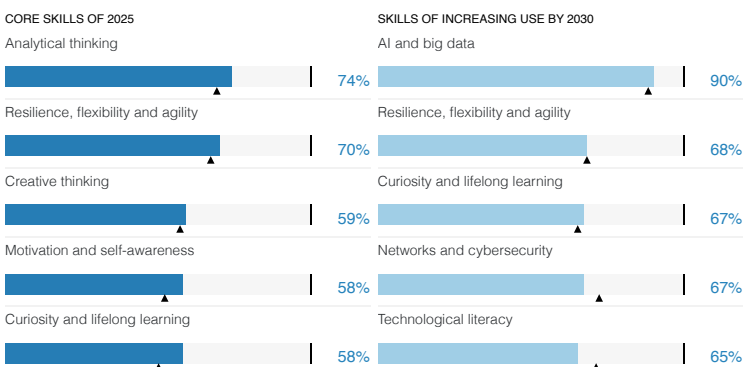 CORE SKILLS OF 2025
Analytical thinking
74%
Resilience, flexibility and agility
70%
Creative thinking
59%
Motivation and self-awareness
58%
Curiosity and lifelong learning
58%
SKILLS OF INCREASING USE BY 2030
AI and big data
90%
Resilience, flexibility and agility
68%
Curiosity and lifelong learning
67%
Networks and cybersecurity
67%
Technological literacy
65%